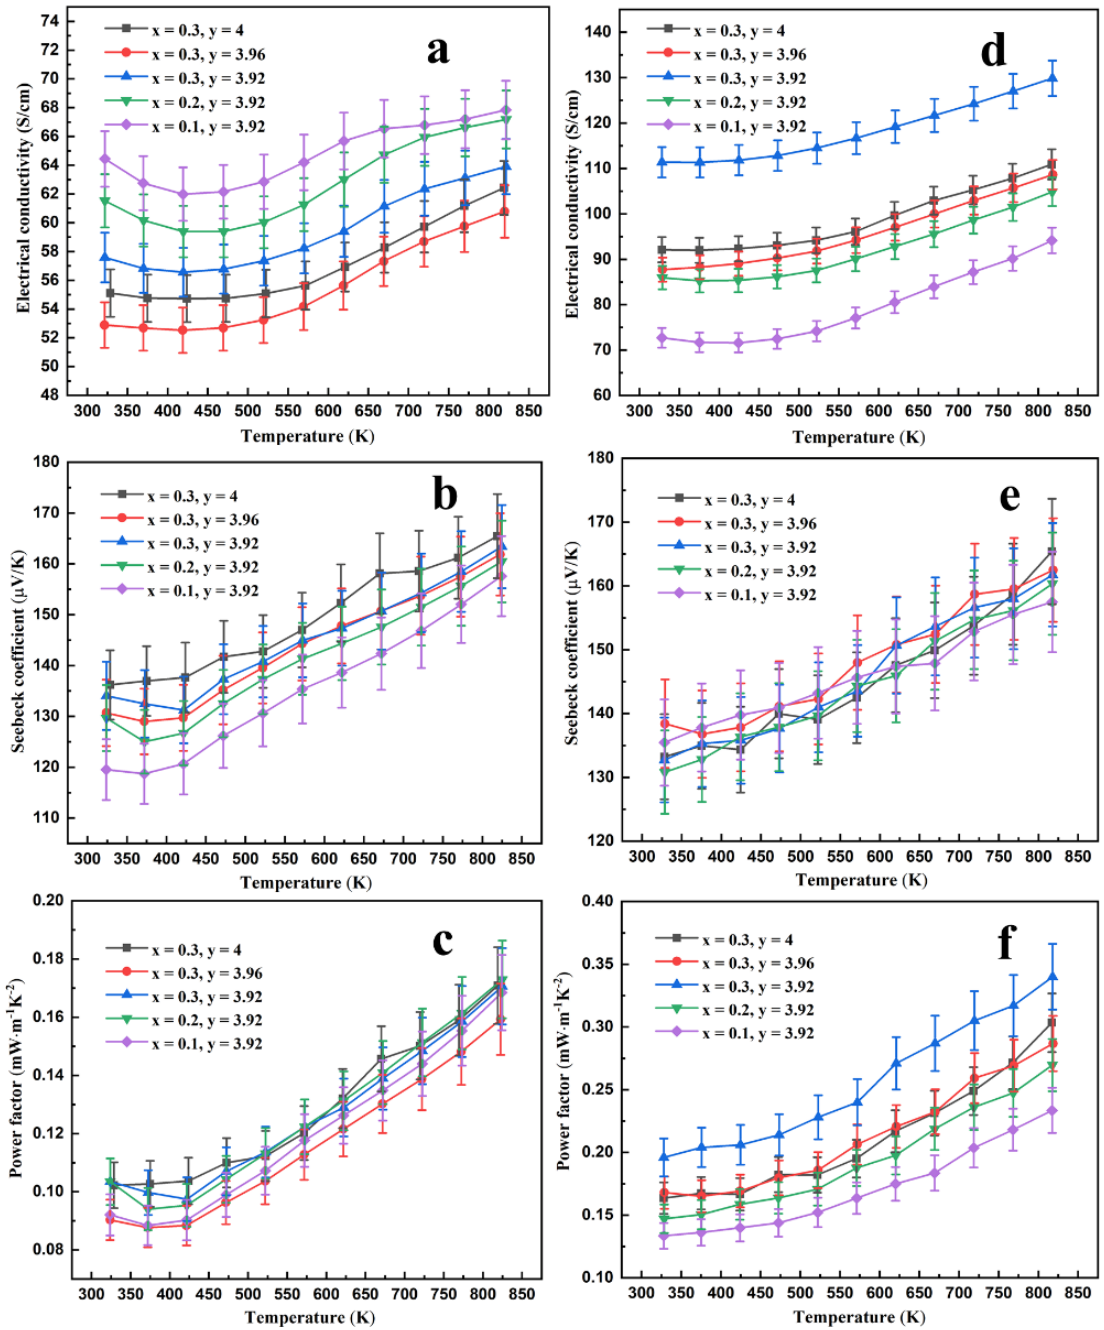 a
x = 0.3, y = 4
x = 0.3, y = 3.96
x = 0.3, y = 3.92
x = 0.2, y = 3.92
x = 0.1, y = 3.92
Electrical conductivity (S/cm)
76
74
72
70
68
66
64
62
60
58
56
54
52
50
48
300 350 400 450 500 550 600 650 700 750 800 850
Temperature (K)
d
x = 0.3, y = 4
x = 0.3, y = 3.96
x = 0.3, y = 3.92
x = 0.2, y = 3.92
x = 0.1, y = 3.92
Electrical conductivity (S/cm)
140
130
120
110
100
90
80
70
60
300 350 400 450 500 550 600 650 700 750 800 850
Temperature (K)
b
x = 0.3, y = 4
x = 0.3, y = 3.96
x = 0.3, y = 3.92
x = 0.2, y = 3.92
x = 0.1, y = 3.92
Seebeck coefficient (μV/K)
180
170
160
150
140
130
120
110
300 350 400 450 500 550 600 650 700 750 800 850
Temperature (K)
e
x = 0.3, y = 4
x = 0.3, y = 3.96
x = 0.3, y = 3.92
x = 0.2, y = 3.92
x = 0.1, y = 3.92
Seebeck coefficient (μV/K)
180
170
160
150
140
130
120
300 350 400 450 500 550 600 650 700 750 800 850
Temperature (K)
c
x = 0.3, y = 4
x = 0.3, y = 3.96
x = 0.3, y = 3.92
x = 0.2, y = 3.92
x = 0.1, y = 3.92
Power factor (mW·m⁻¹K⁻²)
0.20
0.18
0.16
0.14
0.12
0.10
0.08
300 350 400 450 500 550 600 650 700 750 800 850
Temperature (K)
f
x = 0.3, y = 4
x = 0.3, y = 3.96
x = 0.3, y = 3.92
x = 0.2, y = 3.92
x = 0.1, y = 3.92
Power factor (mW·m⁻¹K⁻²)
0.40
0.35
0.30
0.25
0.20
0.15
0.10
300 350 400 450 500 550 600 650 700 750 800 850
Temperature (K)